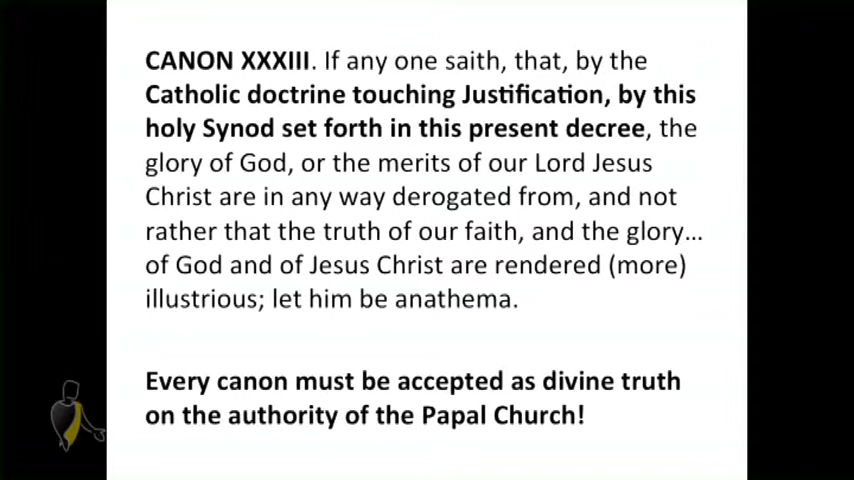 CANON XXXIII. If any one saith, that, by the
Catholic doctrine touching Justification, by this
holy Synod set forth in this present decree, the
glory of God, or the merits of our Lord Jesus
Christ are in any way derogated from, and not
rather that the truth of our faith, and the glory...
of God and of Jesus Christ are rendered (more)
illustrious; let him be anathema.
Every canon must be accepted as divine truth
on the authority of the Papal Church!